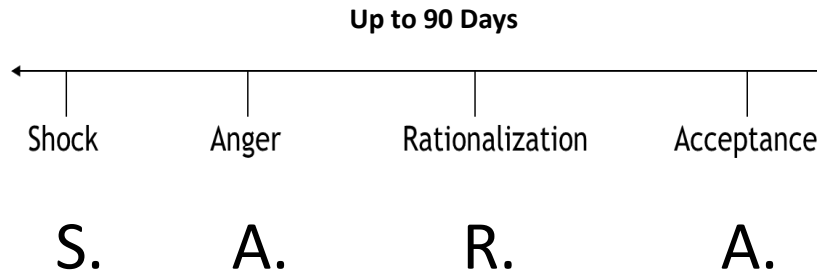 Up to 90 Days
Shock Anger Rationalization Acceptance
S. A. R. A.